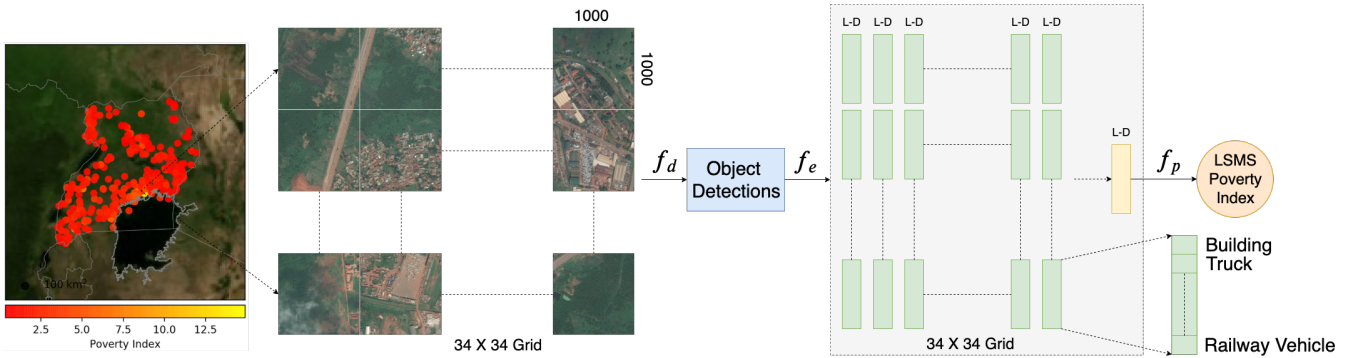 100 km²
2.5 5.0 7.5 10.0 12.5
Poverty Index
1000
1000
34 X 34 Grid
f_d
Object
Detections
f_e
L-D L-D L-D L-D L-D
34 X 34 Grid
L-D
f_p
LSMS
Poverty
Index
Building
Truck
Railway Vehicle